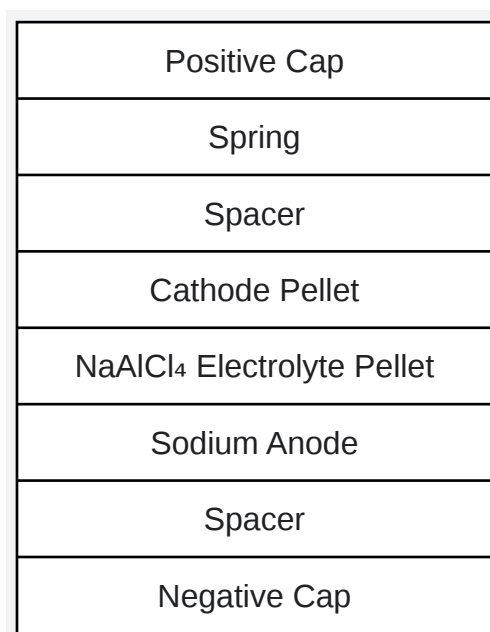 Positive Cap
Spring
Spacer
Cathode Pellet
NaAlCl₄ Electrolyte Pellet
Sodium Anode
Spacer
Negative Cap